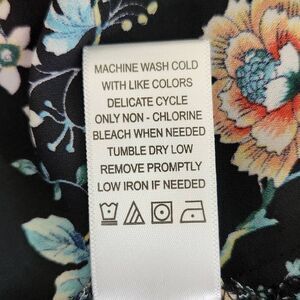 MACHINE WASH COLD
WITH LIKE COLORS
DELICATE CYCLE
ONLY NON - CHLORINE
BLEACH WHEN NEEDED
TUMBLE DRY LOW
REMOVE PROMPTLY
LOW IRON IF NEEDED